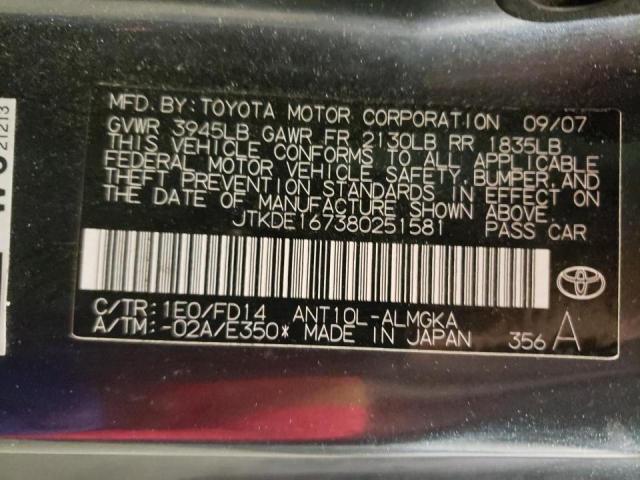 MFD. BY: TOYOTA MOTOR CORPORATION 09/07
GVWR 3945LB GAWR FR 2130LB RR 1835LB
THIS VEHICLE CONFORMS TO ALL APPLICABLE
FEDERAL MOTOR VEHICLE SAFETY, BUMPER, AND
THEFT PREVENTION STANDARDS IN EFFECT ON
THE DATE OF MANUFACTURE SHOWN ABOVE.
JTKDE167380251581 PASS CAR
C/TR: 1E0/FD14 ANT10L-ALMGKA
A/TM: -02A/E350* MADE IN JAPAN 356 A
21213